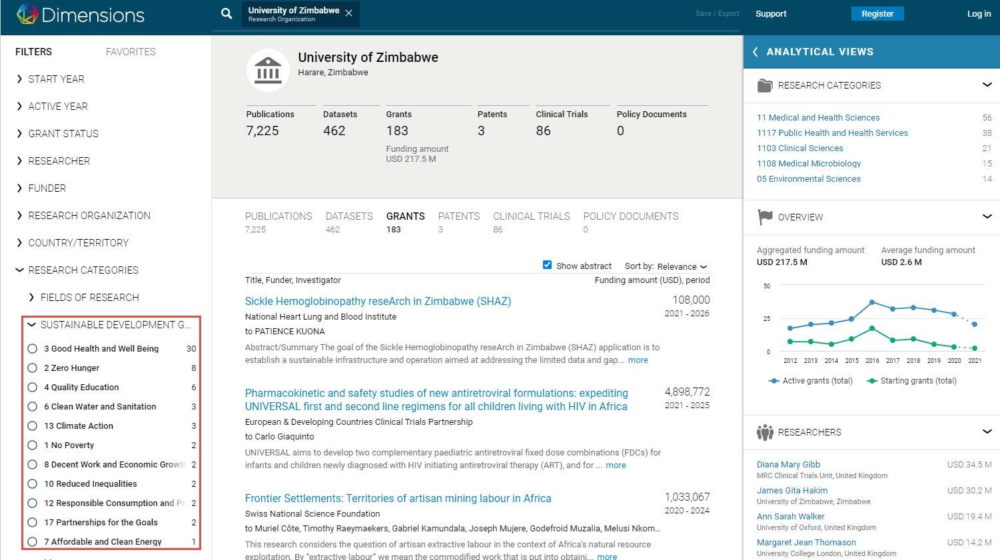 Dimensions
University of Zimbabwe
Research Organization
Save / Export
Support
Register
Log in
FILTERS
FAVORITES
START YEAR
ACTIVE YEAR
GRANT STATUS
RESEARCHER
FUNDER
RESEARCH ORGANIZATION
COUNTRY/TERRITORY
RESEARCH CATEGORIES
FIELDS OF RESEARCH
SUSTAINABLE DEVELOPMENT G...
3 Good Health and Well Being 30
2 Zero Hunger 8
4 Quality Education 6
6 Clean Water and Sanitation 3
13 Climate Action 3
1 No Poverty 2
8 Decent Work and Economic Growth 2
10 Reduced Inequalities 2
12 Responsible Consumption and Pr 2
17 Partnerships for the Goals 2
7 Affordable and Clean Energy 1
University of Zimbabwe
Harare, Zimbabwe
Publications Datasets Grants Patents Clinical Trials Policy Documents
7,225 462 183 3 86 0
Funding amount
USD 217.5 M
PUBLICATIONS DATASETS GRANTS PATENTS CLINICAL TRIALS POLICY DOCUMENTS
7,225 462 183 3 86 0
Show abstract Sort by: Relevance
Title, Funder, Investigator Funding amount (USD), period
Sickle Hemoglobinopathy reseArch in Zimbabwe (SHAZ) 108,000
National Heart Lung and Blood Institute 2021 - 2026
to PATIENCE KUONA
Abstract/Summary The goal of the Sickle Hemoglobinopathy reseArch in Zimbabwe (SHAZ) application is to
establish a sustainable infrastructure and operation aimed at addressing the limited data and gap... more
Pharmacokinetic and safety studies of new antiretroviral formulations: expediting 4,898,772
UNIVERSAL first and second line regimens for all children living with HIV in Africa 2021 - 2025
European & Developing Countries Clinical Trials Partnership
to Carlo Giaquinto
UNIVERSAL aims to develop two complementary paediatric antiretroviral fixed dose combinations (FDCs) for
infants and children newly diagnosed with HIV initiating antiretroviral therapy (ART), and for ... more
Frontier Settlements: Territories of artisan mining labour in Africa 1,033,067
Swiss National Science Foundation 2020 - 2024
to Muriel Côte, Timothy Raeymaekers, Gabriel Kamundala, Joseph Mujere, Godefroid Muzalia, Melusi Nkom...
This research considers the question of artisan extractive labour in the context of Africa's natural resource
exploitation. By “extractive labour” we mean the commodified work that is put into obtaini... more
ANALYTICAL VIEWS
RESEARCH CATEGORIES
11 Medical and Health Sciences 56
1117 Public Health and Health Services 38
1103 Clinical Sciences 21
1108 Medical Microbiology 15
05 Environmental Sciences 14
OVERVIEW
Aggregated funding amount Average funding amount
USD 217.5 M USD 2.6 M
50
25
0
2012 2013 2014 2015 2016 2017 2018 2019 2020 2021
Active grants (total) Starting grants (total)
RESEARCHERS
Diana Mary Gibb USD 34.5 M
MRC Clinical Trials Unit, United Kingdom
James Gita Hakim USD 30.2 M
University of Zimbabwe, Zimbabwe
Ann Sarah Walker USD 19.4 M
University of Oxford, United Kingdom
Margaret Jean Thomason USD 14.2 M
University College London, United Kingdom